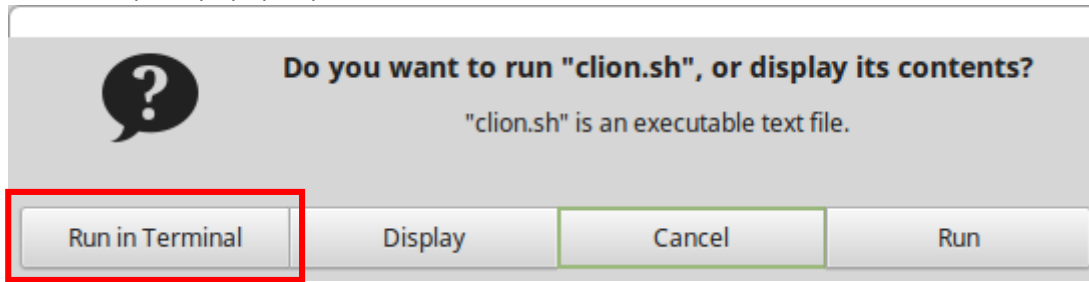 Do you want to run "clion.sh", or display its contents?
"clion.sh" is an executable text file.
Run in Terminal
Display
Cancel
Run